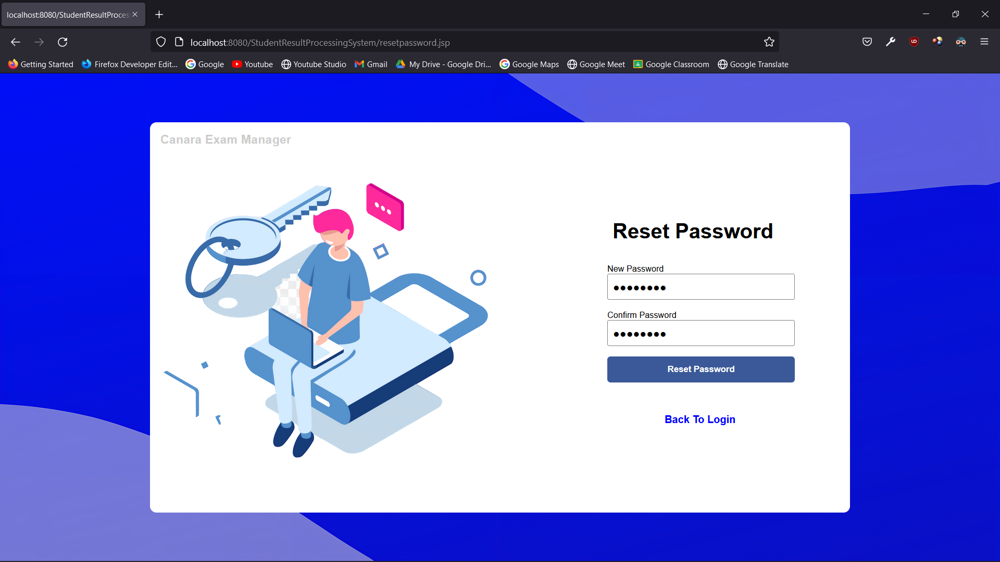 localhost:8080/StudentResultProces
localhost:8080/StudentResultProcessingSystem/resetpassword.jsp
Getting Started
Firefox Developer Edit...
Google
Youtube
Youtube Studio
Gmail
My Drive - Google Dri...
Google Maps
Google Meet
Google Classroom
Google Translate
Canara Exam Manager
Reset Password
New Password
Confirm Password
Reset Password
Back To Login